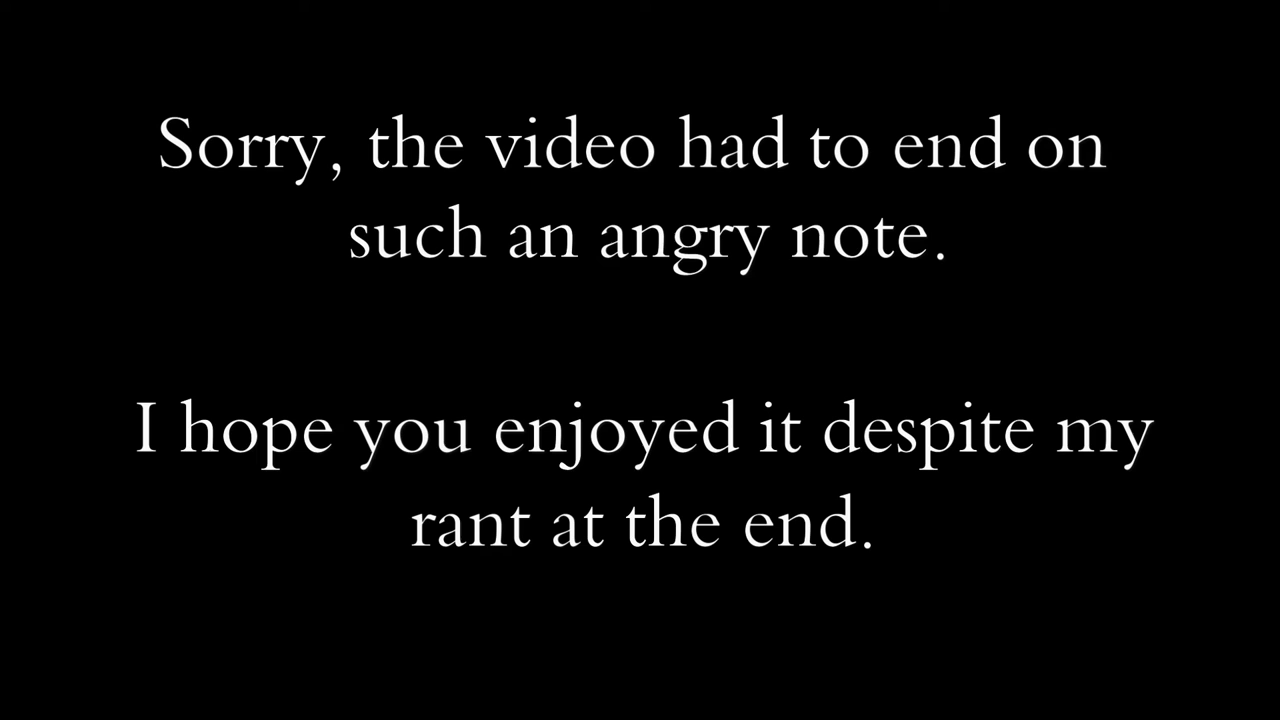 Sorry, the video had to end on
such an angry note.
I hope you enjoyed it despite my
rant at the end.